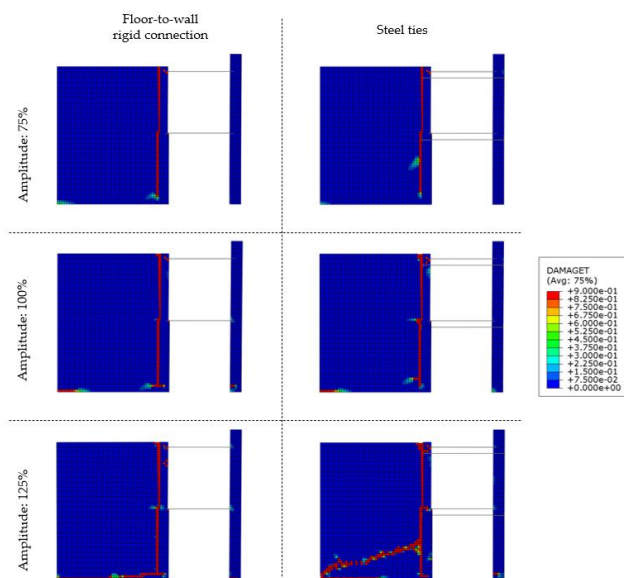 Floor-to-wall
rigid connection
Steel ties
Amplitude: 75%
Amplitude: 100%
Amplitude: 125%
DAMAGET
(Avg: 75%)
+9.000e-01
+8.250e-01
+7.500e-01
+6.750e-01
+6.000e-01
+5.250e-01
+4.500e-01
+3.750e-01
+3.000e-01
+2.250e-01
+1.500e-01
+7.500e-02
+0.000e+00